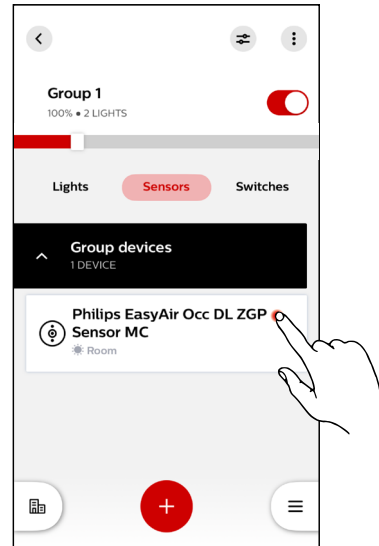 Group 1
100% • 2 LIGHTS
Lights Sensors Switches
Group devices
1 DEVICE
Philips EasyAir Occ DL ZGP
Sensor MC
Room